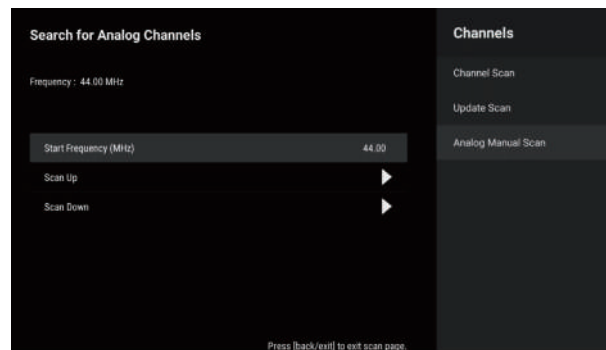 Search for Analog Channels
Frequency : 44.00 MHz
Start Frequency (MHz) 44.00
Scan Up
Scan Down
Press [back/exit] to exit scan page.
Channels
Channel Scan
Update Scan
Analog Manual Scan